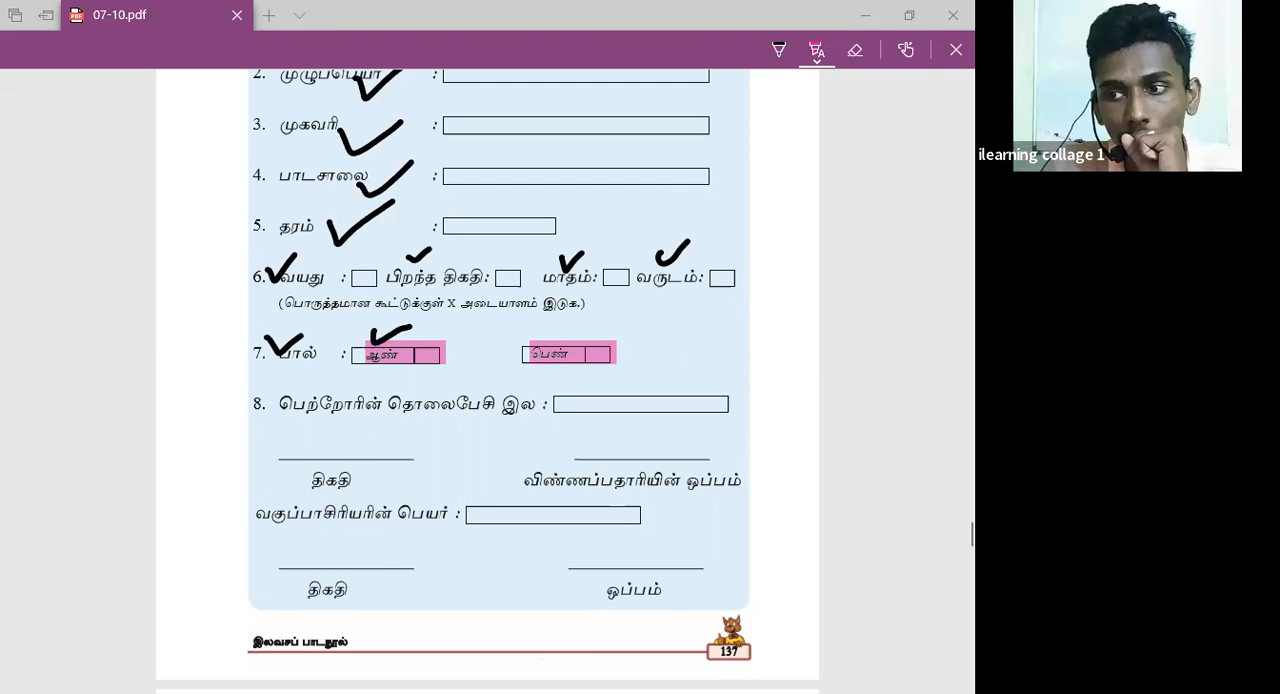 07-10.pdf
2. முழுப்பெயர் :
3. முகவரி :
4. பாடசாலை :
5. தரம் :
6. வயது : பிறந்த திகதி: மாதம்: வருடம்:
(பொருத்தமான கூட்டுக்குள் X அடையாளம் இடுக.)
7. பால் : ஆண் பெண்
8. பெற்றோரின் தொலைபேசி இல :
திகதி விண்ணப்பதாரியின் ஒப்பம்
வகுப்பாசிரியரின் பெயர் :
திகதி ஒப்பம்
இலவசப் பாடநூல்
137
ilearning collage 1